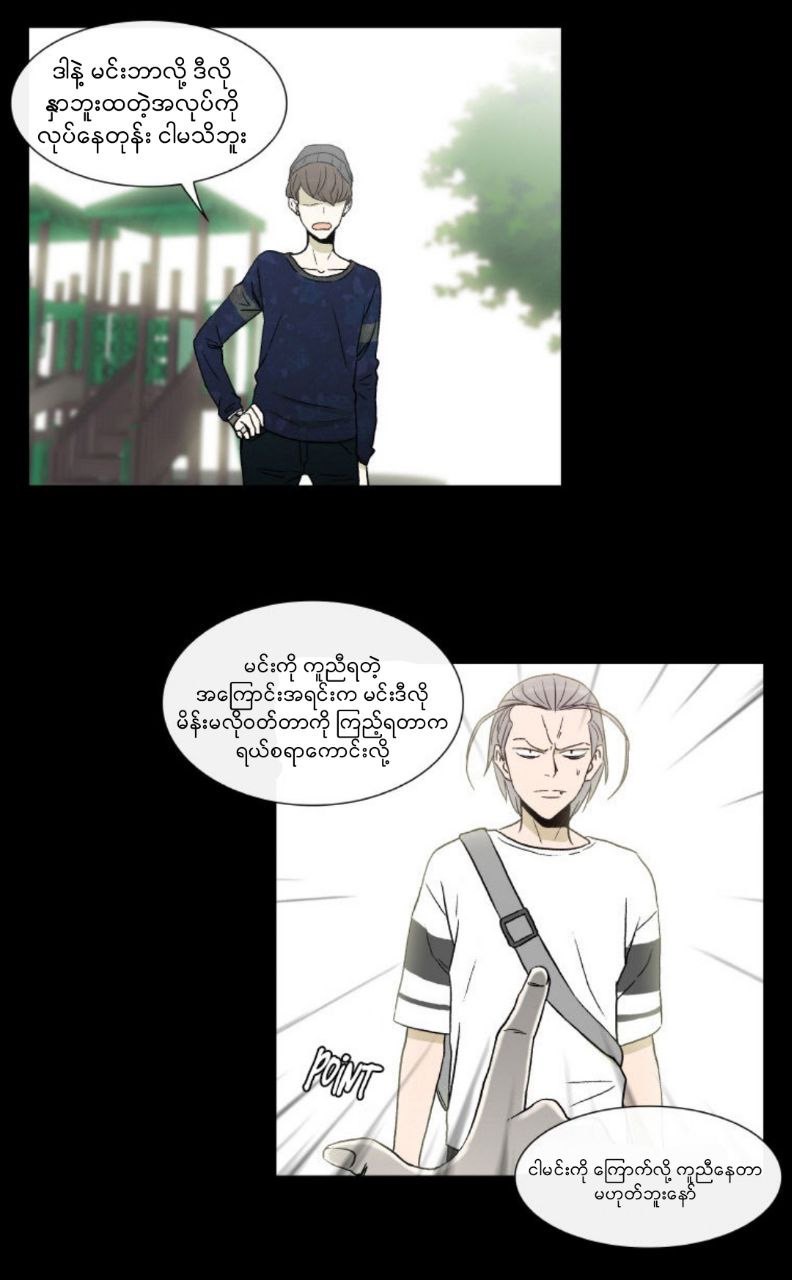 ဒါနဲ့ မင်းဘာလို့ ဒီလို
နှာဘူးထတဲ့အလုပ်ကို
လုပ်နေတုန်း ငါမသိဘူး
မင်းကို ကူညီရတဲ့
အကြောင်းအရင်းက မင်းဒီလို
မိန်းမလိုဝတ်တာကို ကြည့်ရတာက
ရယ်စရာကောင်းလို့
POINT
ငါမင်းကို ကြောက်လို့ ကူညီနေတာ
မဟုတ်ဘူးနော်